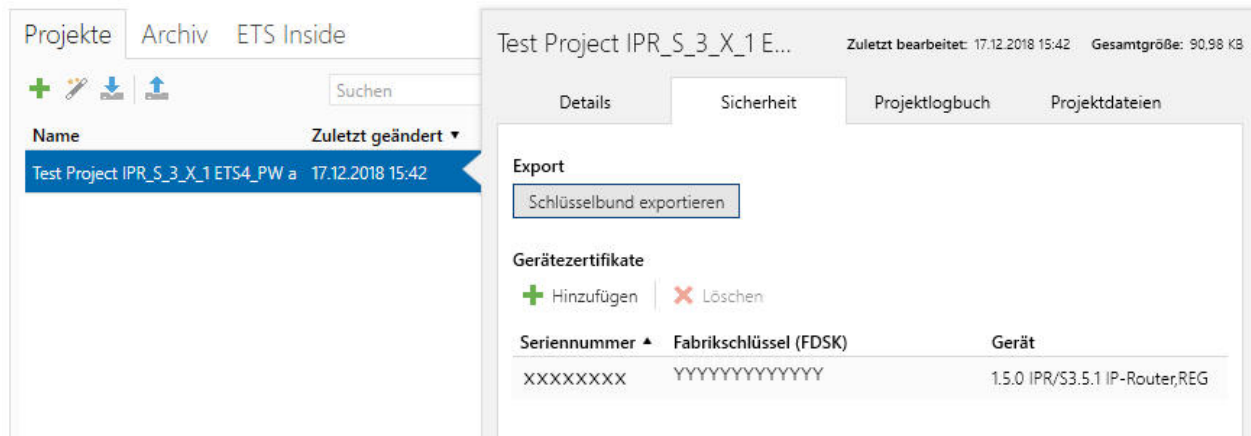 Projekte Archiv ETS Inside
Suchen
Name Zuletzt geändert
Test Project IPR_S_3_X_1 ETS4_PW a 17.12.2018 15:42
Test Project IPR_S_3_X_1 E... Zuletzt bearbeitet: 17.12.2018 15:42 Gesamtgröße: 90,98 KB
Details Sicherheit Projektlogbuch Projektdateien
Export
Schlüsselbund exportieren
Gerätezertifikate
Hinzufügen Löschen
Seriennummer Fabrikschlüssel (FDSK) Gerät
XXXXXXXX YYYYYYYYYYYYY 1.5.0 IPR/S3.5.1 IP-Router,REG